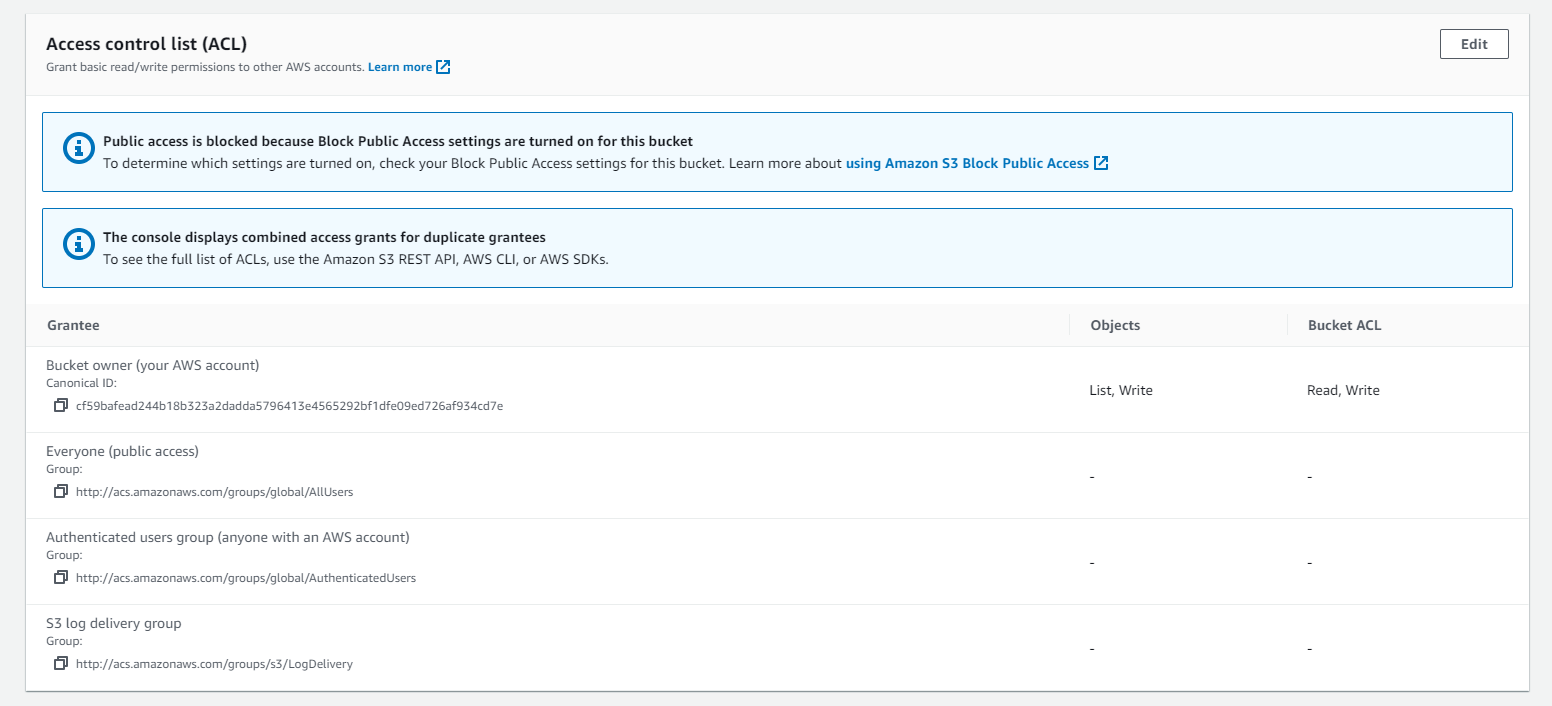 Access control list (ACL)
Edit
Grant basic read/write permissions to other AWS accounts. Learn more
Public access is blocked because Block Public Access settings are turned on for this bucket
To determine which settings are turned on, check your Block Public Access settings for this bucket. Learn more about using Amazon S3 Block Public Access
The console displays combined access grants for duplicate grantees
To see the full list of ACLs, use the Amazon S3 REST API, AWS CLI, or AWS SDKs.
Grantee Objects Bucket ACL
Bucket owner (your AWS account)
Canonical ID:
List, Write Read, Write
cf59bafead244b18b323a2dadda5796413e4565292bf1dfe09ed726af934cd7e
Everyone (public access)
Group:
- -
http://acs.amazonaws.com/groups/global/AllUsers
Authenticated users group (anyone with an AWS account)
Group:
- -
http://acs.amazonaws.com/groups/global/AuthenticatedUsers
S3 log delivery group
Group:
- -
http://acs.amazonaws.com/groups/s3/LogDelivery